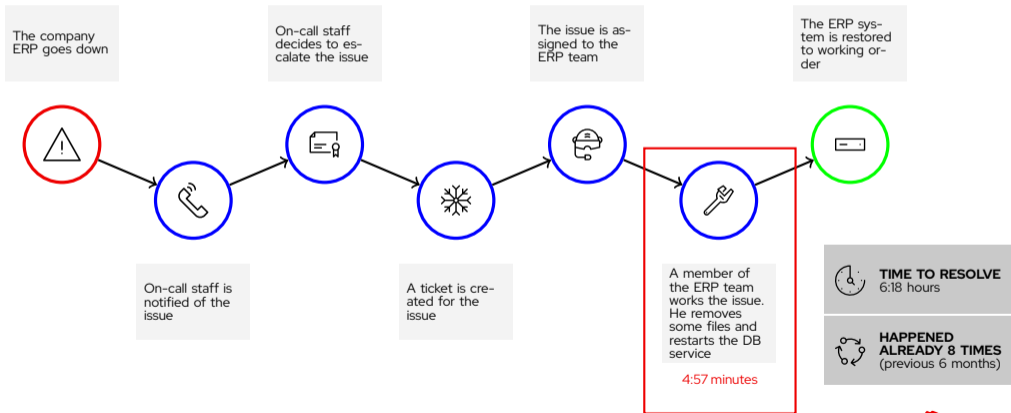 The company
ERP goes down
On-call staff
decides to es-
calate the issue
The issue is as-
signed to the
ERP team
The ERP sys-
tem is restored
to working or-
der
On-call staff is
notified of the
issue
A ticket is cre-
ated for the
issue
A member of
the ERP team
works the issue.
He removes
some files and
restarts the DB
service
4:57 minutes
TIME TO RESOLVE
6:18 hours
HAPPENED
ALREADY 8 TIMES
(previous 6 months)